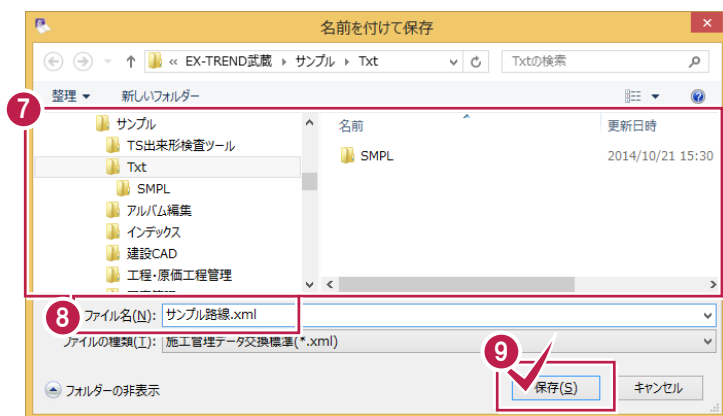 名前を付けて保存
« EX-TREND武蔵 ▸ サンプル ▸ Txt
Txtの検索
整理 ▼ 新しいフォルダー
7
サンプル
TS出来形検査ツール
Txt
SMPL
アルバム編集
インデックス
建設CAD
工程・原価工程管理
名前 更新日時
SMPL 2014/10/21 15:30
8
ファイル名(N): サンプル路線.xml
ファイルの種類(T): 施工管理データ交換標準(*.xml)
9
フォルダーの非表示
保存(S) キャンセル